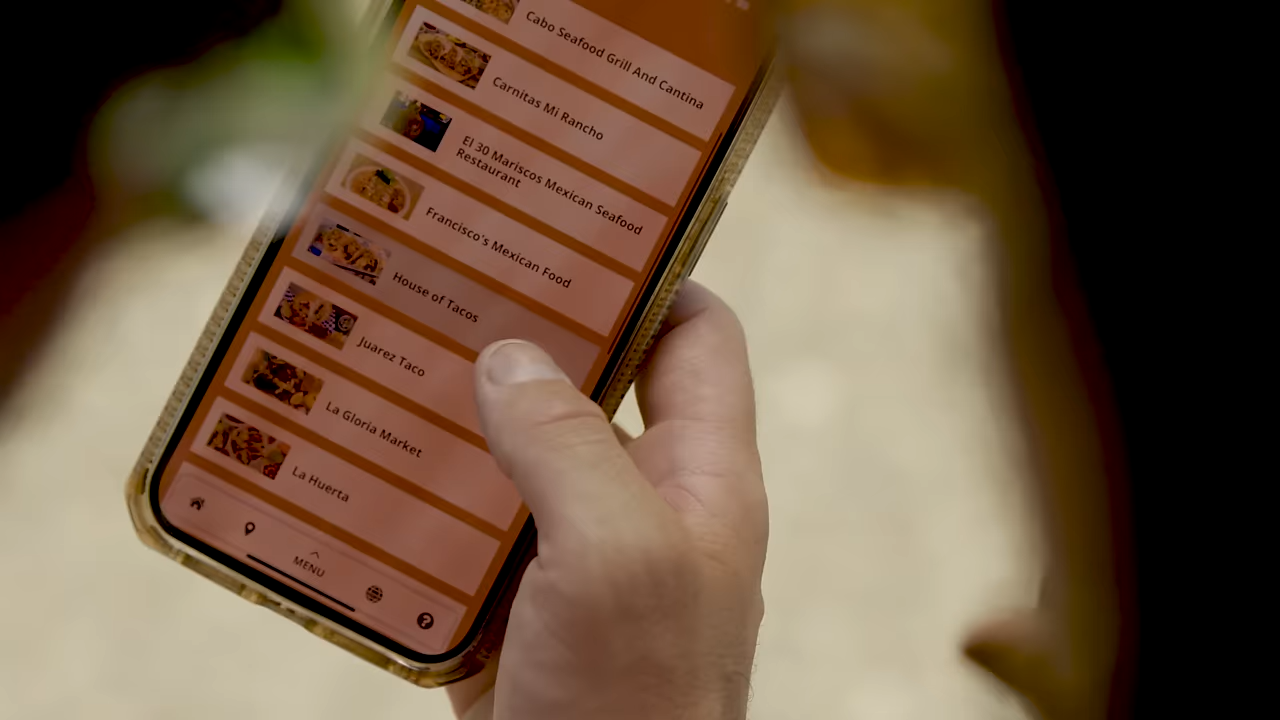 Cabo Seafood Grill And Cantina
Carnitas Mi Rancho
El 30 Mariscos Mexican Seafood
Restaurant
Francisco's Mexican Food
House of Tacos
Juarez Taco
La Gloria Market
La Huerta
MENU
?